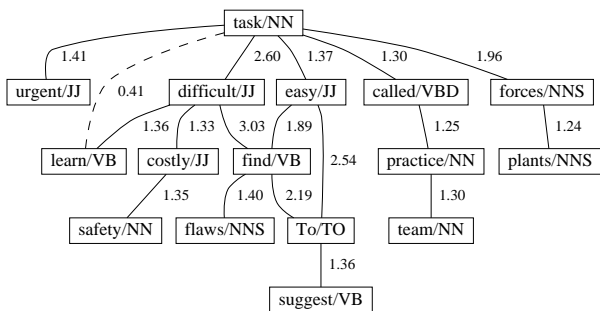 task/NN
1.41 0.41 2.60 1.37 1.30 1.96
urgent/JJ difficult/JJ easy/JJ called/VBD forces/NNS
1.36 1.33 3.03 1.89 2.54 1.25 1.24
learn/VB costly/JJ find/VB practice/NN plants/NNS
1.35 1.40 2.19 1.30
safety/NN flaws/NNS To/TO team/NN
1.36
suggest/VB